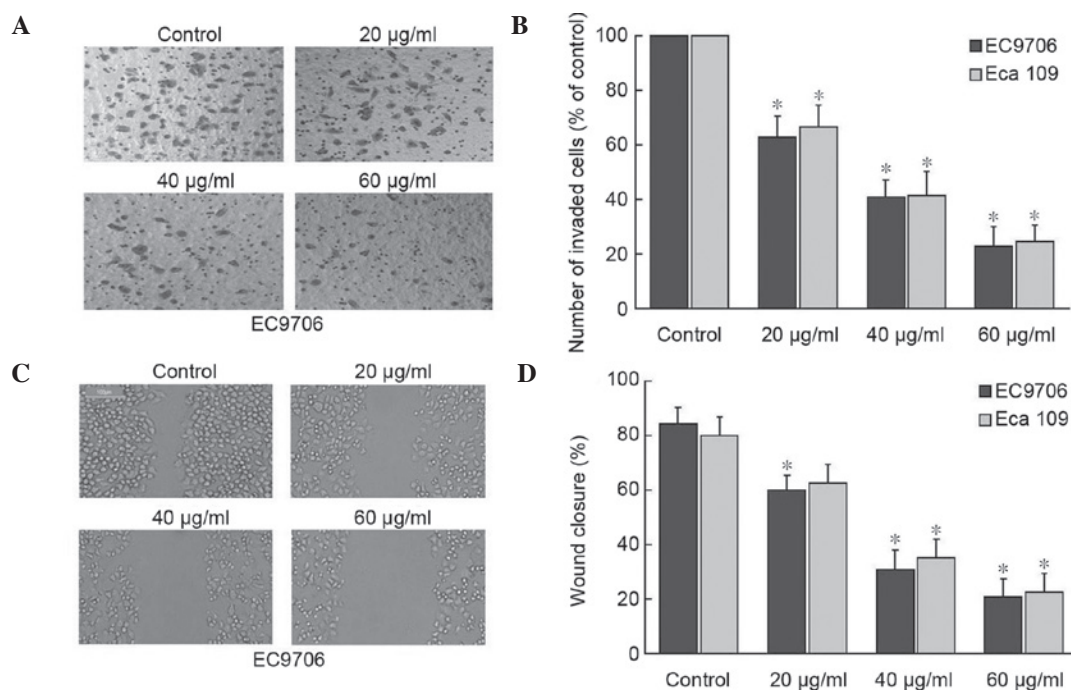 A
Control
20 µg/ml
40 µg/ml
60 µg/ml
EC9706
B
Number of invaded cells (% of control)
100
80
60
40
20
0
EC9706
Eca 109
* *
* *
* *
Control
20 µg/ml
40 µg/ml
60 µg/ml
C
Control
20 µg/ml
40 µg/ml
60 µg/ml
EC9706
D
Wound closure (%)
100
80
60
40
20
0
EC9706
Eca 109
*
* *
* *
Control
20 µg/ml
40 µg/ml
60 µg/ml